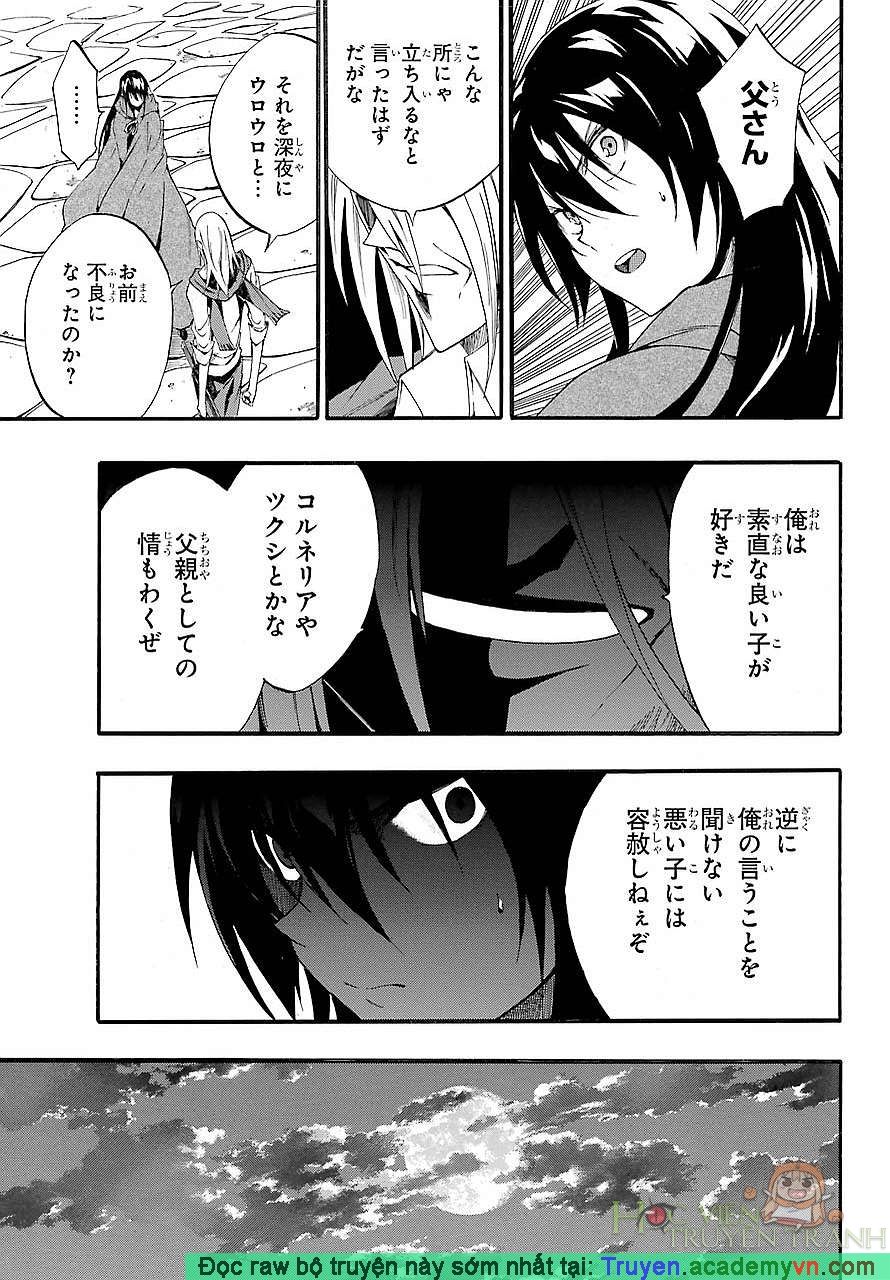 父さん
こんな
所にゃ
立ち入るなと
言ったはず
だがな
それを深夜に
ウロウロと…
……
お前
不良に
なったのか?
俺は
素直な良い子が
好きだ
コルネリアや
ツクシとかな
父親としての
情もわくぜ
逆に
俺の言うことを
聞けない
悪い子には
容赦しねぇぞ
HỌC VIỆN
TRUYỆN TRANH
Đọc raw bộ truyện này sớm nhất tại: Truyen.academyvn.com